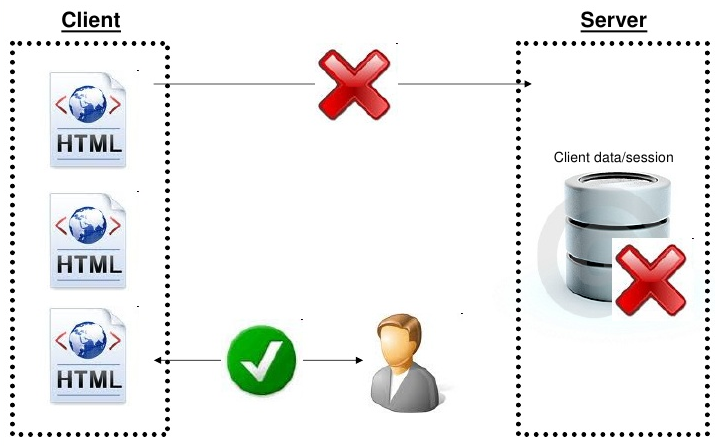 Client
Server
HTML
Client data/session
HTML
HTML